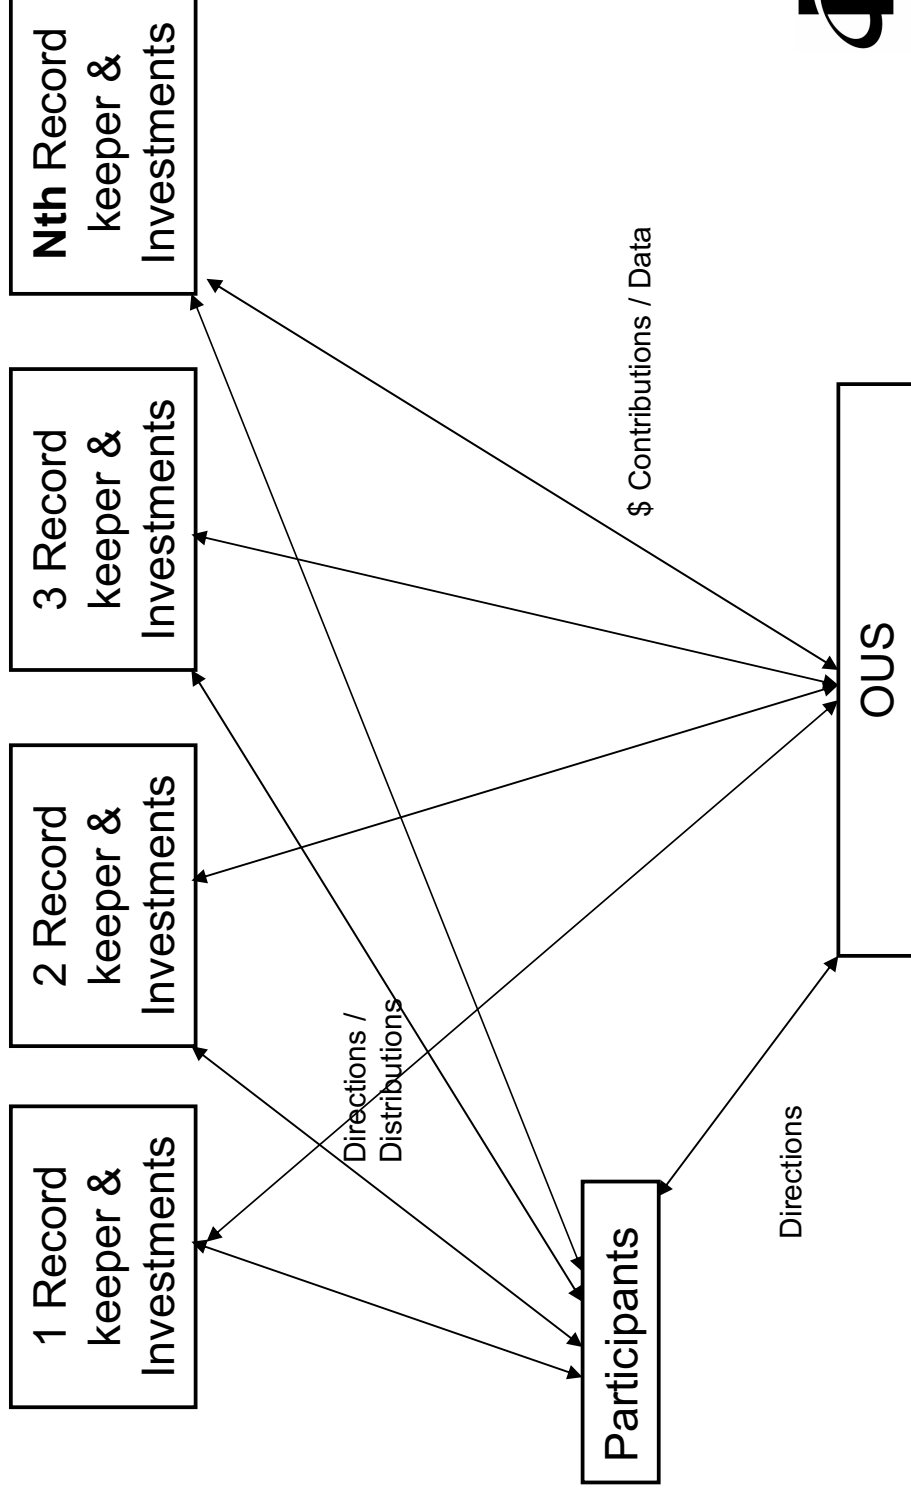 1 Record
keeper &
Investments
2 Record
keeper &
Investments
3 Record
keeper &
Investments
Nth Record
keeper &
Investments
Directions /
Distributions
$ Contributions / Data
Participants
Directions
OUS